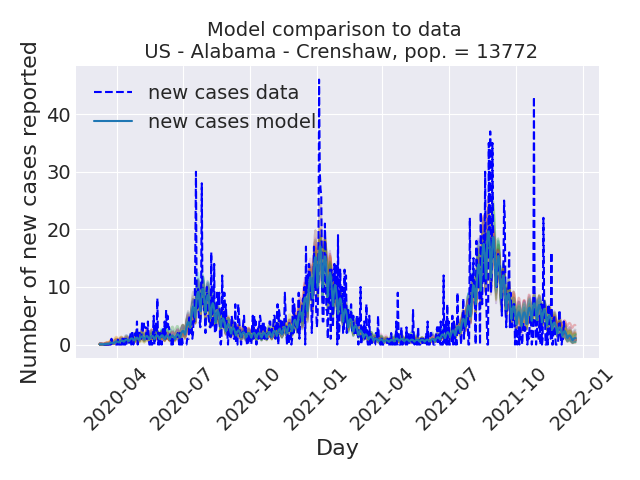 Model comparison to data
US - Alabama - Crenshaw, pop. = 13772
Number of new cases reported
new cases data
new cases model
40
30
20
10
0
2020-04
2020-07
2020-10
2021-01
2021-04
2021-07
2021-10
2022-01
Day